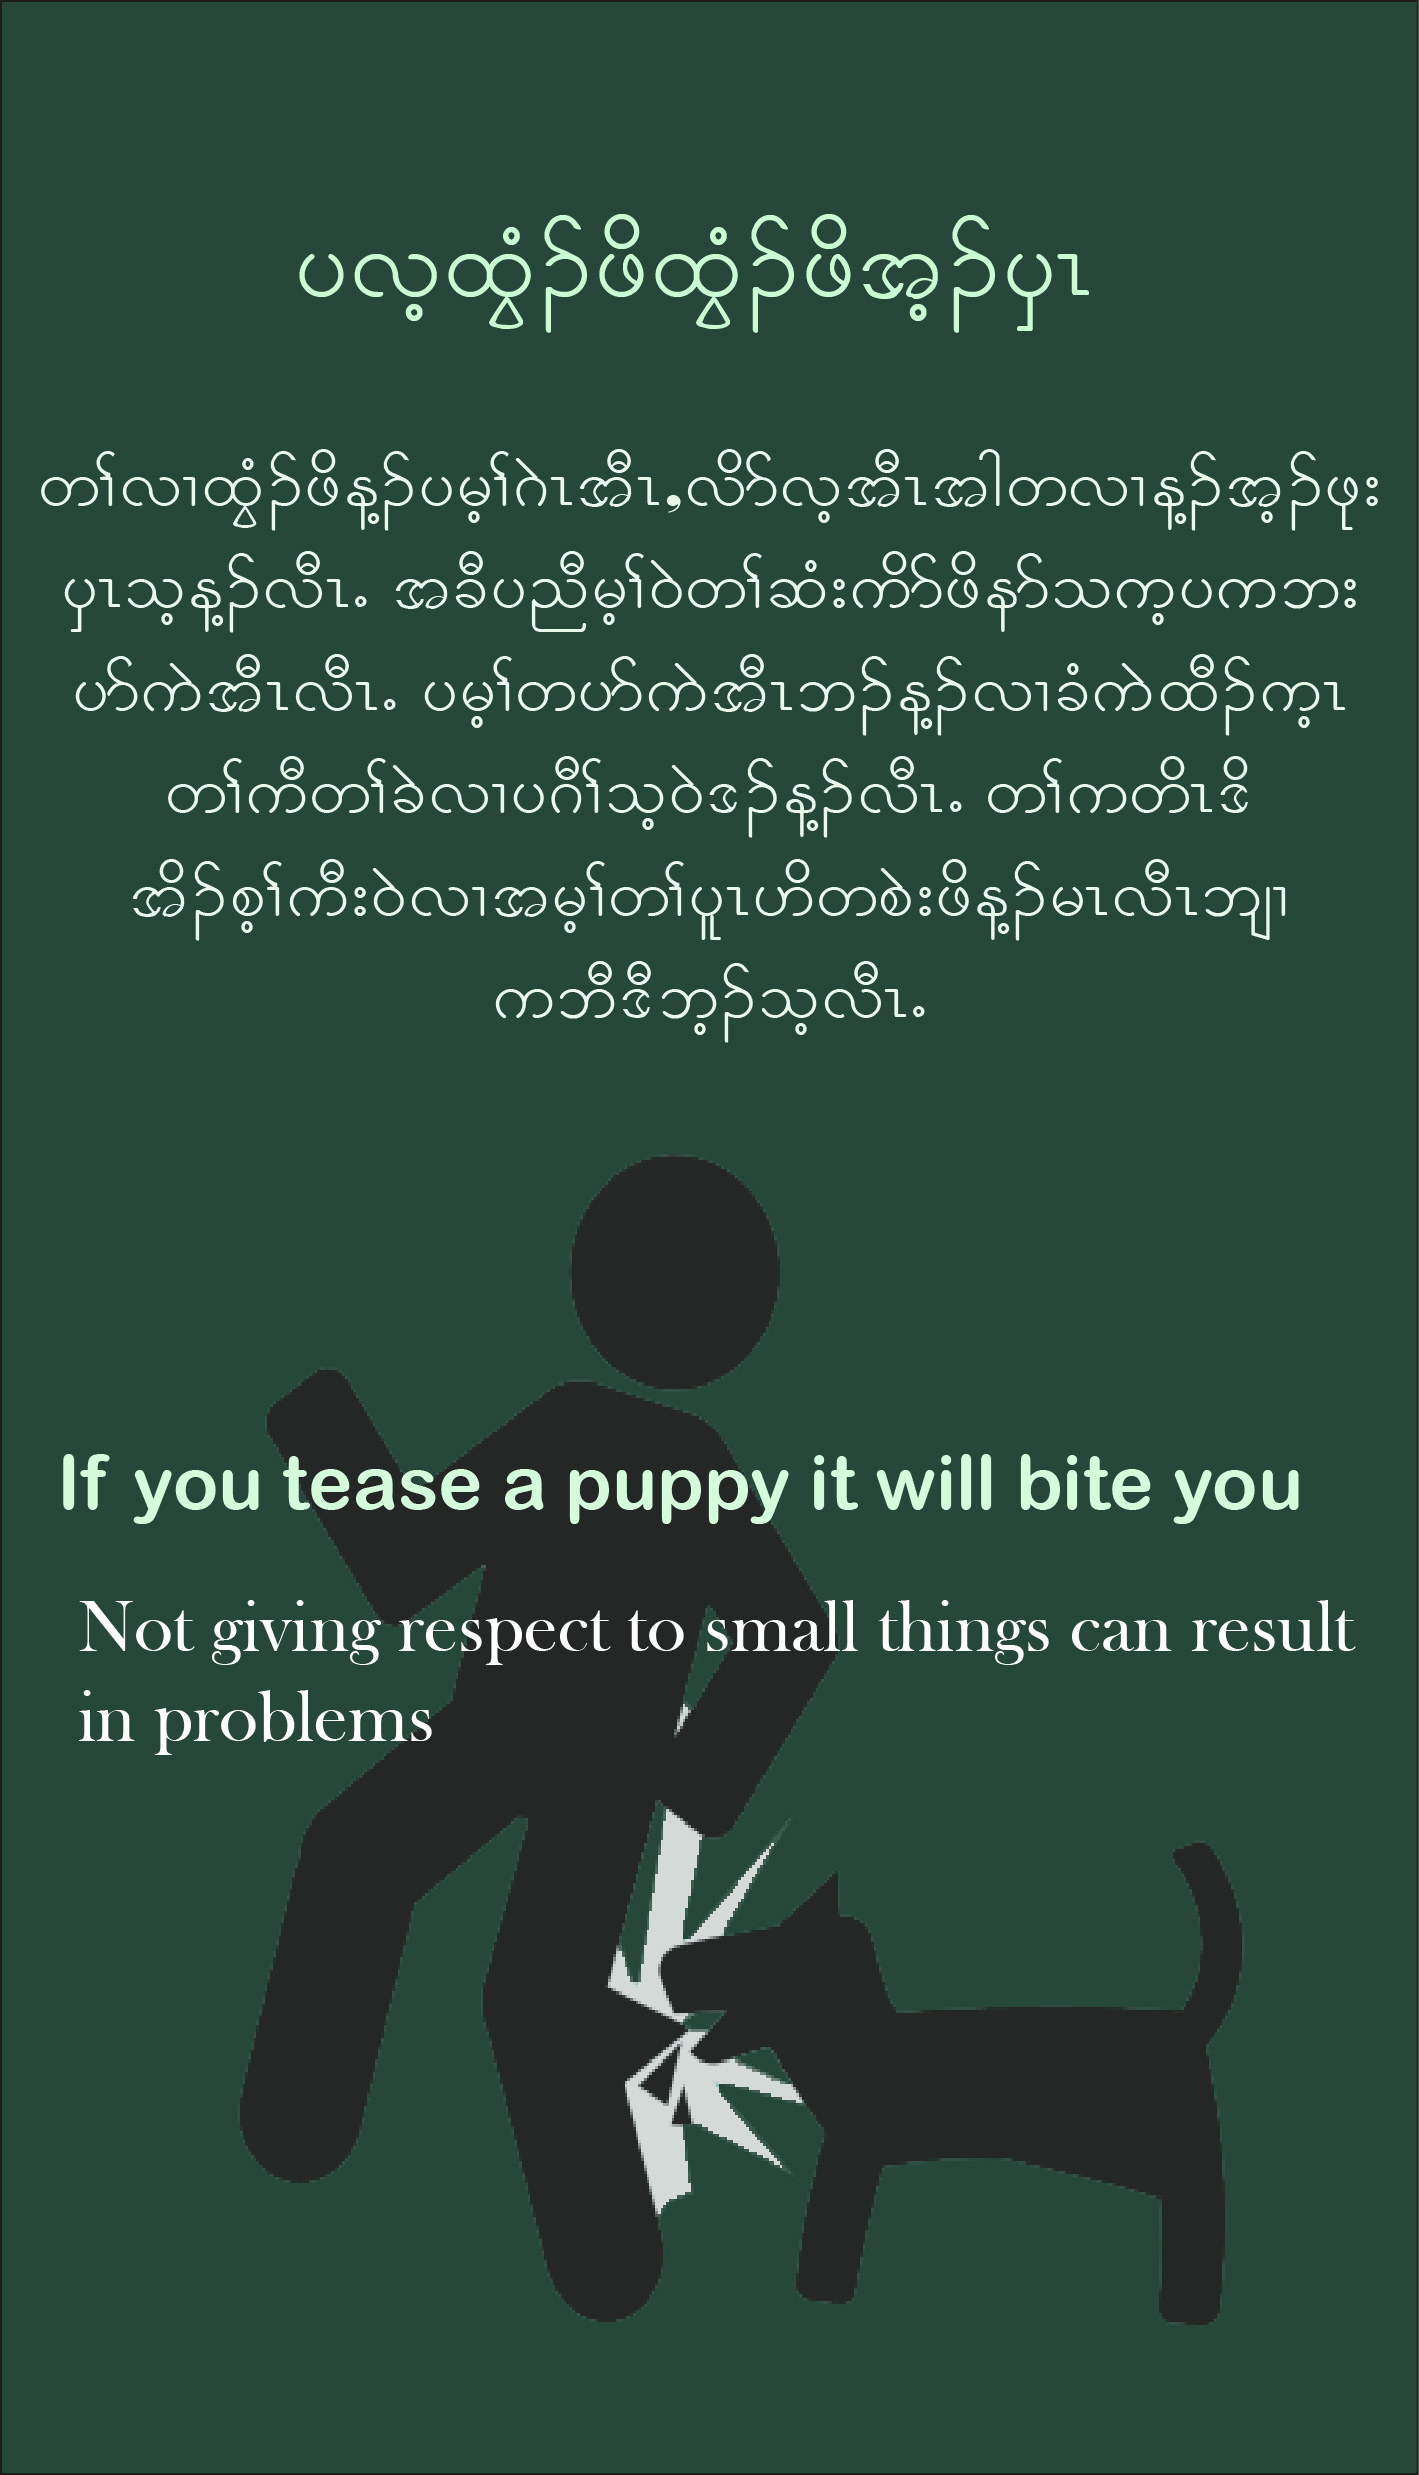 ပလ့ထွံၣ်ဖိထွံၣ်ဖိအ့ၣ်ပှၤ
တၢ်လၢထွံၣ်ဖိန့ၣ်ပမ့ၢ်ဂဲၤအီၤ,လိာ်လ့အီၤအါတလၢန့ၣ်အ့ၣ်ဖုး
ပှၤသ့န့ၣ်လီၤ. အခီပညီမ့ၢ်ဝဲတၢ်ဆံးကိာ်ဖိနာ်သက့ပကဘး
ပာ်ကဲအီၤလီၤ. ပမ့ၢ်တပာ်ကဲအီၤဘၣ်န့ၣ်လၢခံကဲထီၣ်က့ၤ
တၢ်ကီတၢ်ခဲလၢပဂီၢ်သ့ဝဲဒၣ်န့ၣ်လီၤ. တၢ်ကတိၤဒိ
အိၣ်စ့ၢ်ကီးဝဲလၢအမ့ၢ်တၢ်ပူၤဟိတစဲးဖိန့ၣ်မၤလီၤဘျၢ
ကဘီဒီဘ့ၣ်သ့လီၤ.
If you tease a puppy it will bite you
Not giving respect to small things can result
in problems